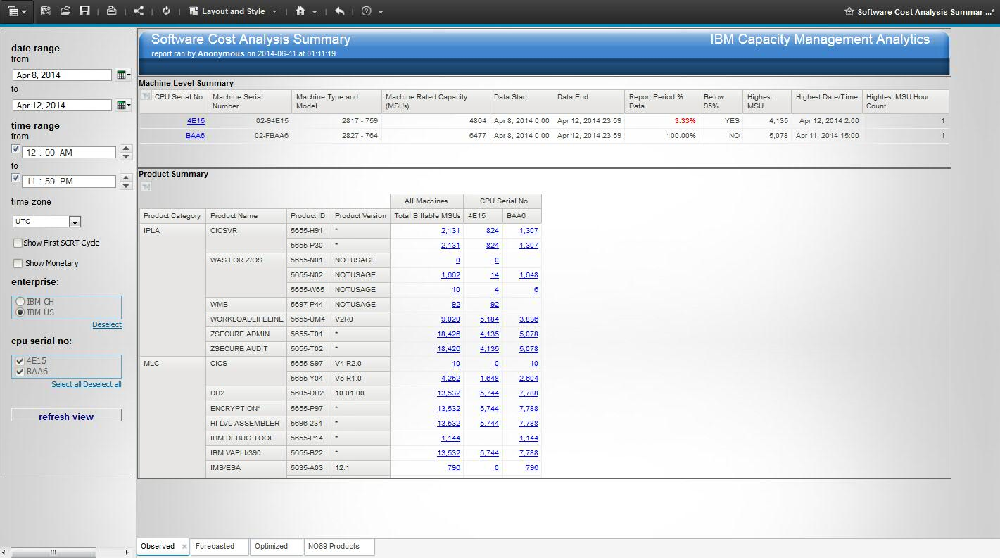 Layout and Style
Software Cost Analysis Summar ...*
date range
from
Apr 8, 2014
to
Apr 12, 2014
time range
from
12 : 00 AM
to
11 : 59 PM
time zone
UTC
Show First SCRT Cycle
Show Monetary
enterprise:
IBM CH
IBM US
Deselect
cpu serial no:
4E15
BAA6
Select all Deselect all
refresh view
Software Cost Analysis Summary IBM Capacity Management Analytics
report ran by Anonymous on 2014-06-11 at 01:11:19
Machine Level Summary
CPU Serial No Machine Serial Number Machine Type and Model Machine Rated Capacity (MSUs) Data Start Data End Report Period % Data Below 95% Highest MSU Highest Date/Time Hightest MSU Hour Count
4E15 02-94E15 2817 - 759 4864 Apr 8, 2014 0:00 Apr 12, 2014 23:59 3.33% YES 4,135 Apr 12, 2014 2:00 1
BAA6 02-FBAA6 2827 - 764 6477 Apr 8, 2014 0:00 Apr 12, 2014 23:59 100.00% NO 5,078 Apr 11, 2014 15:00 1
Product Summary
All Machines CPU Serial No
Product Category Product Name Product ID Product Version Total Billable MSUs 4E15 BAA6
IPLA CICSVR 5655-H91 * 2,131 824 1,307
5655-P30 * 2,131 824 1,307
WAS FOR Z/OS 5655-N01 NOTUSAGE 0 0
5655-N02 NOTUSAGE 1,662 14 1,648
5655-W65 NOTUSAGE 10 4 6
WMB 5697-P44 NOTUSAGE 92 92
WORKLOADLIFELINE 5655-UM4 V2R0 9,020 5,184 3,836
ZSECURE ADMIN 5655-T01 * 18,426 4,135 5,078
ZSECURE AUDIT 5655-T02 * 18,426 4,135 5,078
MLC CICS 5655-S97 V4 R2.0 10 0 10
5655-Y04 V5 R1.0 4,252 1,648 2,604
DB2 5605-DB2 10.01.00 13,532 5,744 7,788
ENCRYPTION* 5655-P97 * 13,532 5,744 7,788
HI LVL ASSEMBLER 5696-234 * 13,532 5,744 7,788
IBM DEBUG TOOL 5655-P14 * 1,144 1,144
IBM VAPLI/390 5655-B22 * 13,532 5,744 7,788
IMS/ESA 5635-A03 12.1 796 0 796
Observed Forecasted Optimized NO89 Products